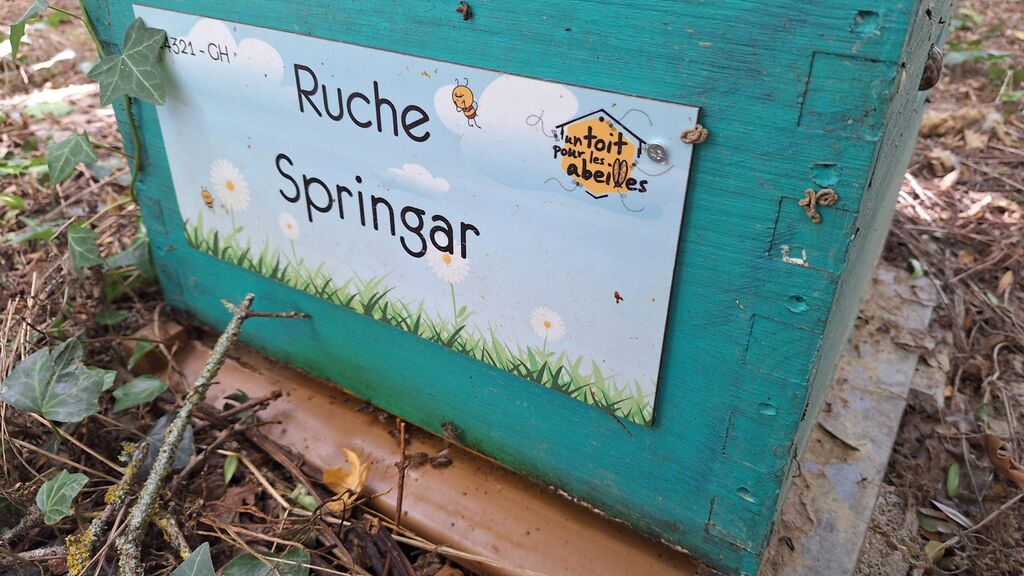 4321 - GH
Ruche
Springar
un toit
pour les
abeilles